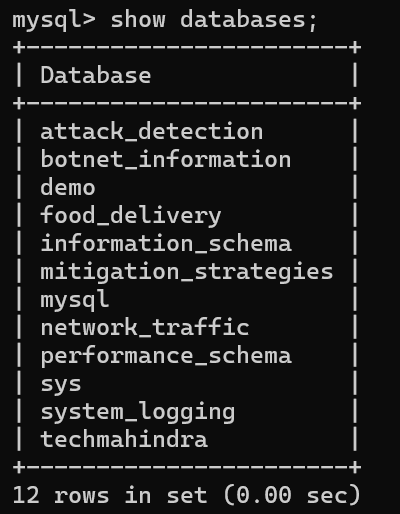 mysql> show databases;
+-----------------------+
| Database              |
+-----------------------+
| attack_detection      |
| botnet_information    |
| demo                  |
| food_delivery         |
| information_schema    |
| mitigation_strategies |
| mysql                 |
| network_traffic       |
| performance_schema    |
| sys                   |
| system_logging        |
| techmahindra          |
+-----------------------+
12 rows in set (0.00 sec)